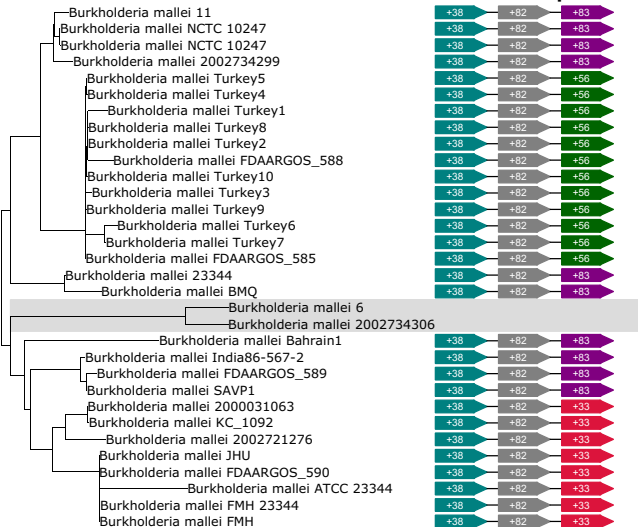 Burkholderia mallei 11 +38 +82 +83
Burkholderia mallei NCTC 10247 +38 +82 +83
Burkholderia mallei NCTC 10247 +38 +82 +83
Burkholderia mallei 2002734299 +38 +82 +83
Burkholderia mallei Turkey5 +38 +82 +56
Burkholderia mallei Turkey4 +38 +82 +56
Burkholderia mallei Turkey1 +38 +82 +56
Burkholderia mallei Turkey8 +38 +82 +56
Burkholderia mallei Turkey2 +38 +82 +56
Burkholderia mallei FDAARGOS_588 +38 +82 +56
Burkholderia mallei Turkey10 +38 +82 +56
Burkholderia mallei Turkey3 +38 +82 +56
Burkholderia mallei Turkey9 +38 +82 +56
Burkholderia mallei Turkey6 +38 +82 +56
Burkholderia mallei Turkey7 +38 +82 +56
Burkholderia mallei FDAARGOS_585 +38 +82 +56
Burkholderia mallei 23344 +38 +82 +83
Burkholderia mallei BMQ +38 +82 +83
Burkholderia mallei 6
Burkholderia mallei 2002734306
Burkholderia mallei Bahrain1 +38 +82 +83
Burkholderia mallei India86-567-2 +38 +82 +83
Burkholderia mallei FDAARGOS_589 +38 +82 +83
Burkholderia mallei SAVP1 +38 +82 +83
Burkholderia mallei 2000031063 +38 +82 +33
Burkholderia mallei KC_1092 +38 +82 +33
Burkholderia mallei 2002721276 +38 +82 +33
Burkholderia mallei JHU +38 +82 +33
Burkholderia mallei FDAARGOS_590 +38 +82 +33
Burkholderia mallei ATCC 23344 +38 +82 +33
Burkholderia mallei FMH 23344 +38 +82 +33
Burkholderia mallei FMH +38 +82 +33